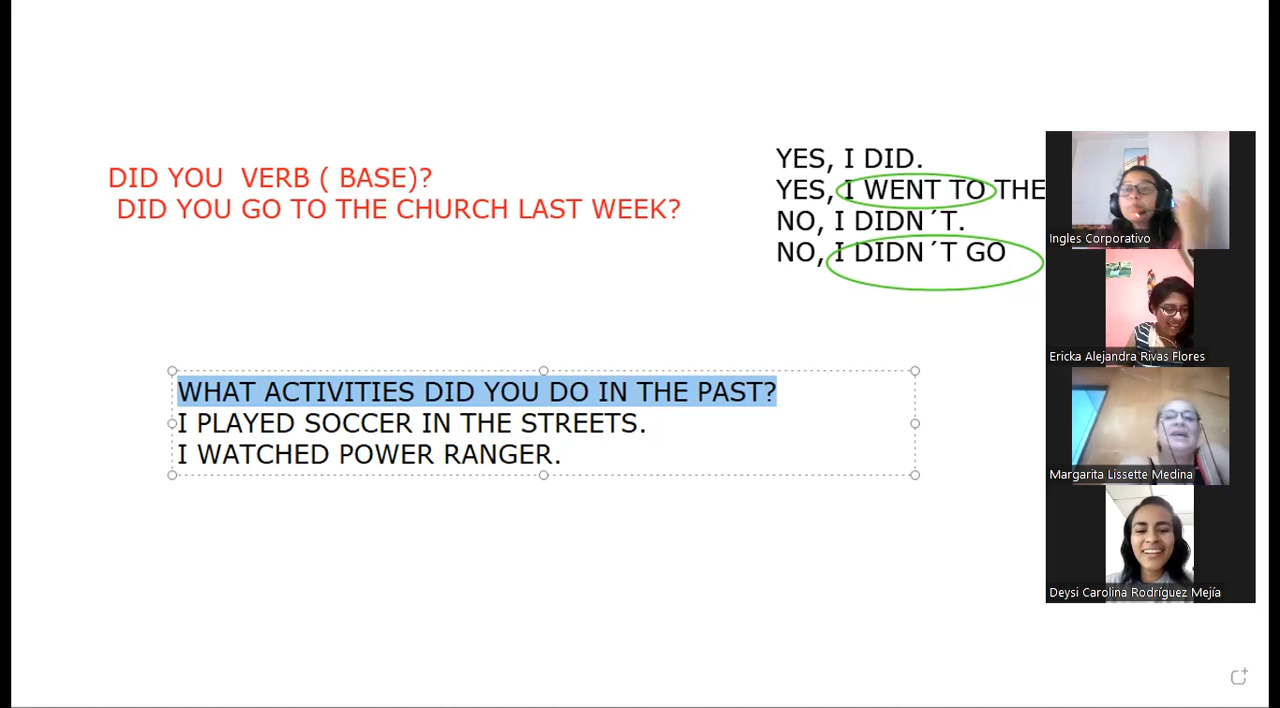 DID YOU  VERB ( BASE)?
DID YOU GO TO THE CHURCH LAST WEEK?
YES, I DID.
YES, I WENT TO THE
NO, I DIDN´T.
NO, I DIDN´T GO
WHAT ACTIVITIES DID YOU DO IN THE PAST?
I PLAYED SOCCER IN THE STREETS.
I WATCHED POWER RANGER.
Ingles Corporativo
Ericka Alejandra Rivas Flores
Margarita Lissette Medina
Deysi Carolina Rodríguez Mejía